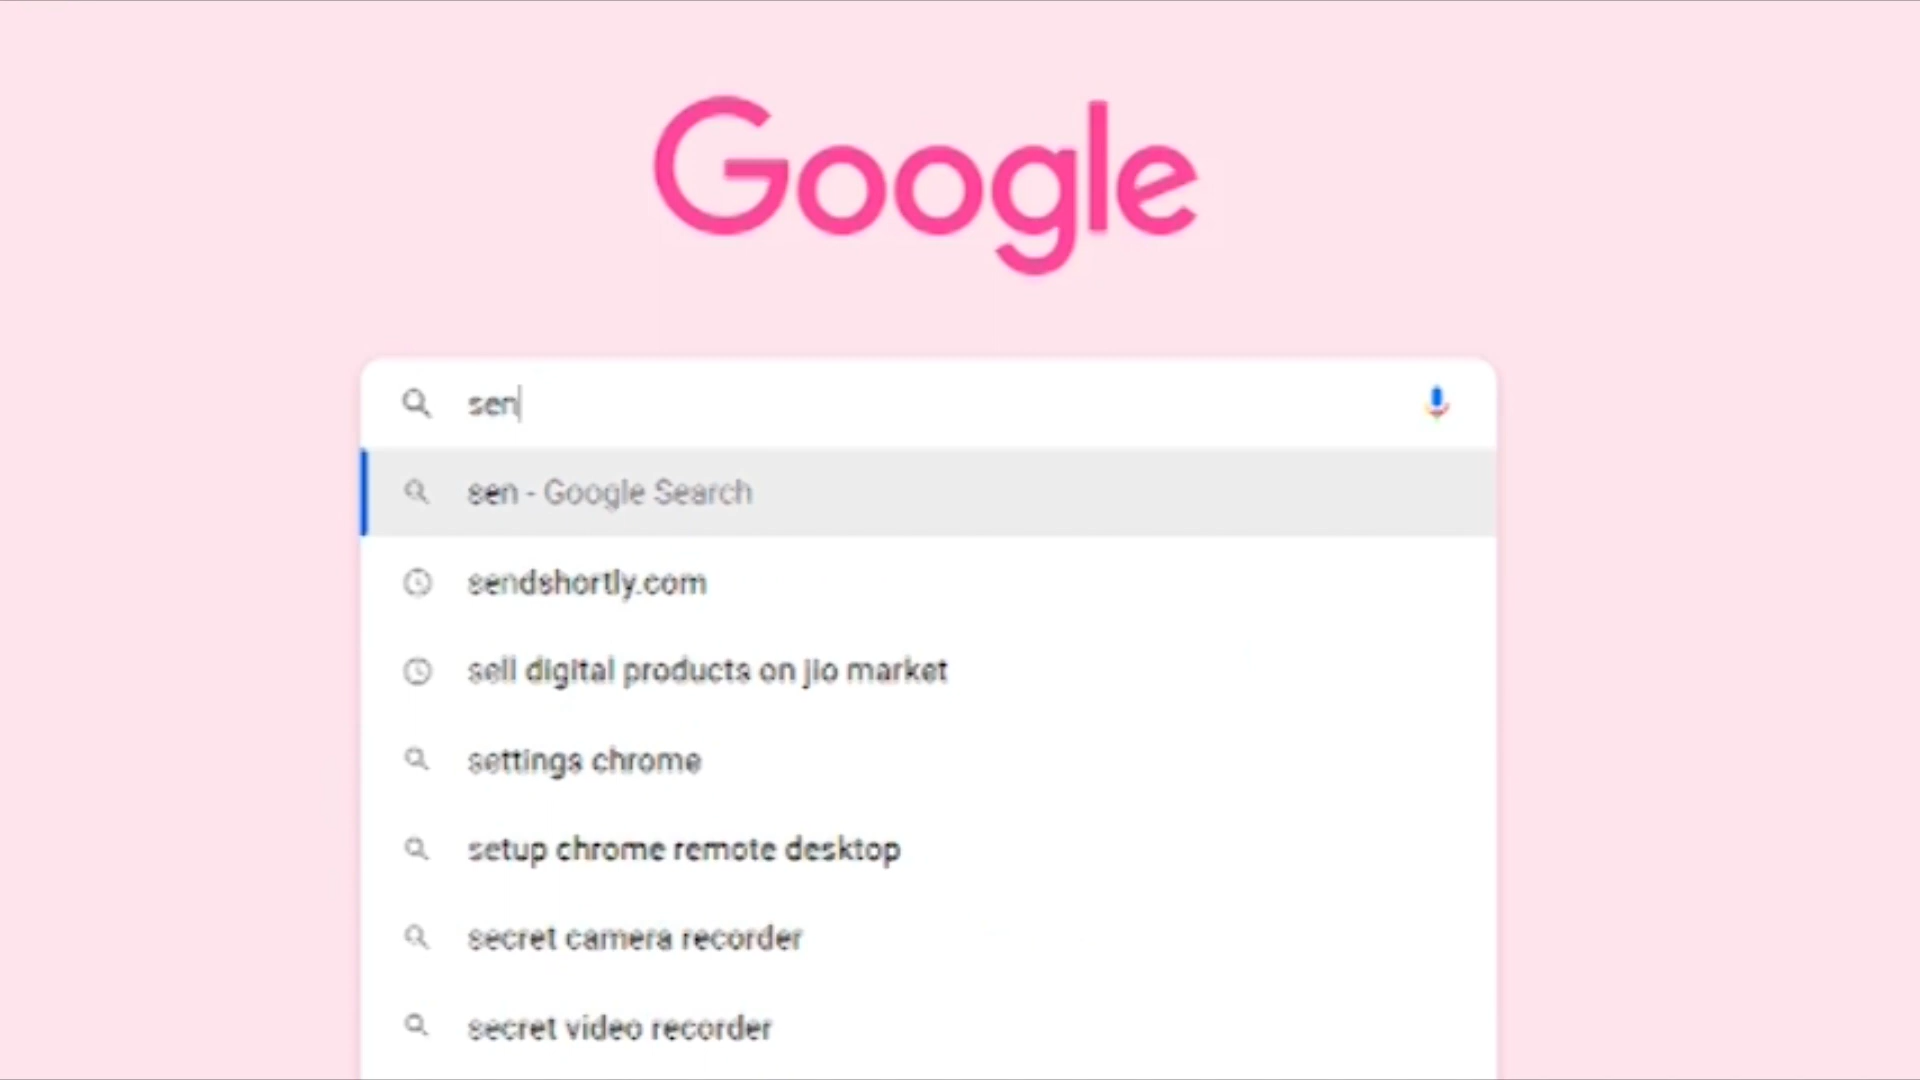 Google
sen
sen - Google Search
sendshortly.com
sell digital products on jio market
settings chrome
setup chrome remote desktop
secret camera recorder
secret video recorder